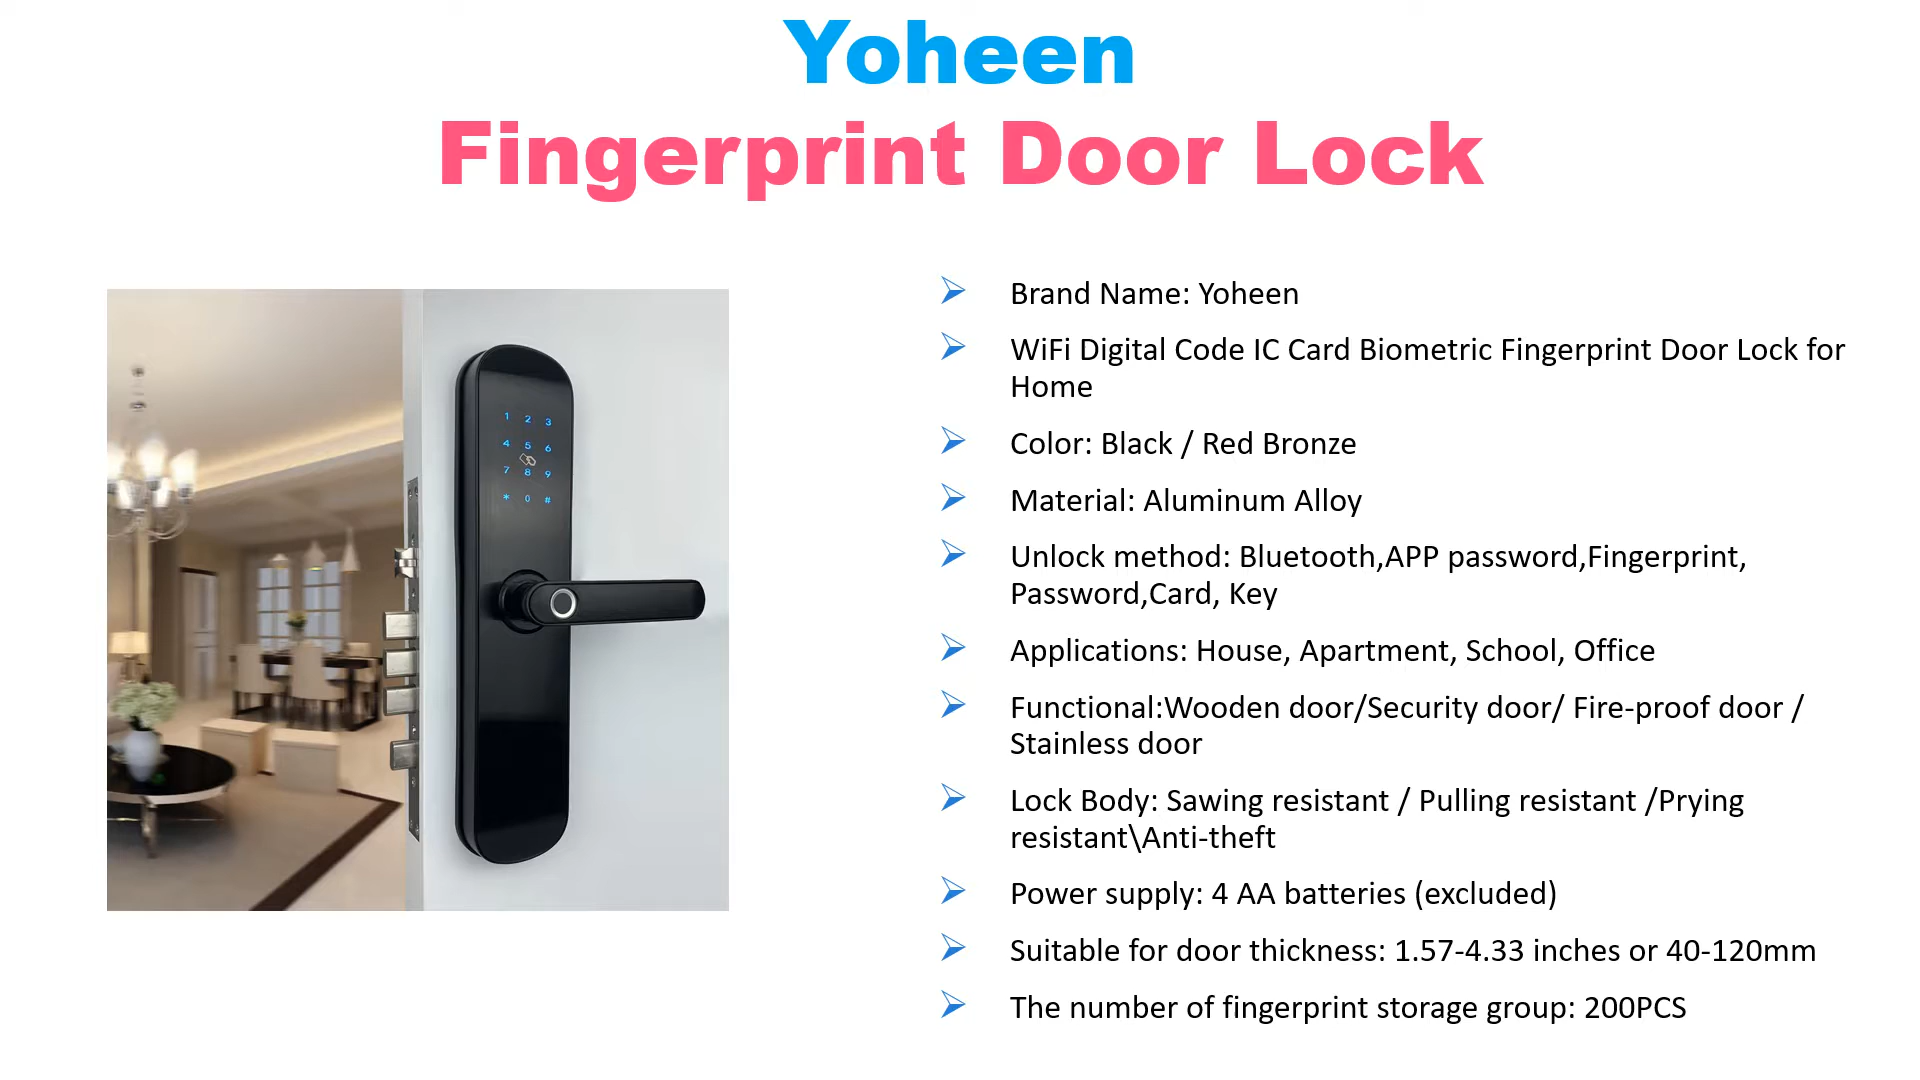 Yoheen
Fingerprint Door Lock
1 2 3
4 5 6
7 8 9
* 0 #
Brand Name: Yoheen
WiFi Digital Code IC Card Biometric Fingerprint Door Lock for
Home
Color: Black / Red Bronze
Material: Aluminum Alloy
Unlock method: Bluetooth,APP password,Fingerprint,
Password,Card, Key
Applications: House, Apartment, School, Office
Functional:Wooden door/Security door/ Fire-proof door /
Stainless door
Lock Body: Sawing resistant / Pulling resistant /Prying
resistant\Anti-theft
Power supply: 4 AA batteries (excluded)
Suitable for door thickness: 1.57-4.33 inches or 40-120mm
The number of fingerprint storage group: 200PCS